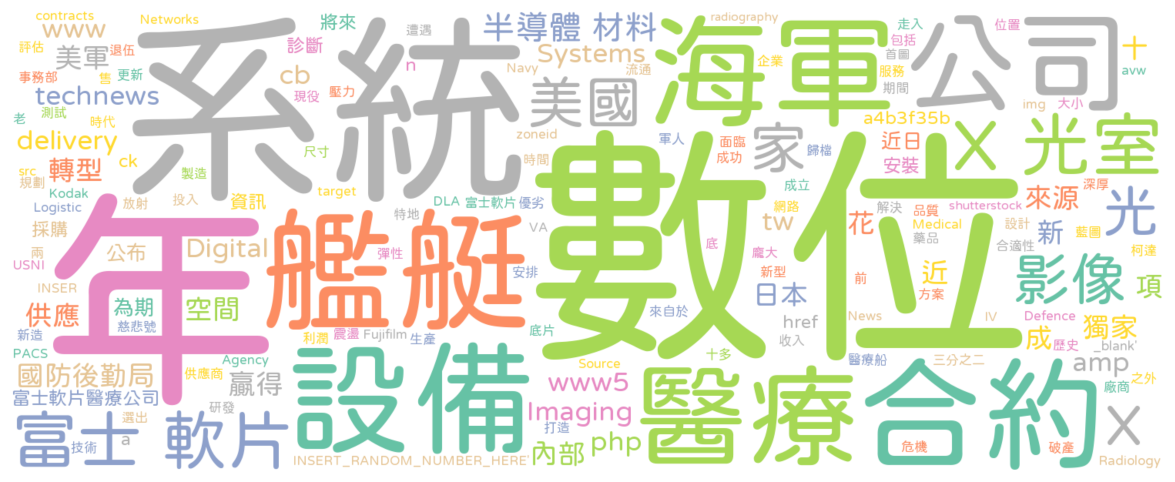 系統
數位
年
艦艇
海軍
公司
設備
醫療
合約
富士 軟片
X 光室
影像
美國
半導體 材料
家
光
X
www
Networks
contracts
將來
遭遇
radiography
走入
位置
評估
美軍
退伍
診斷
n
Systems
Navy
企業
包括
首圖
十
事務部
售
更新
cb
現役
壓力
流通
服務
期間
avw
technews
老
測試
時代
zoneid
a4b3f35b
img
大小
delivery
ck
尺寸
時間
軍人
歸檔
面臨
成功
近日
安裝
src
規劃
轉型
製造
target
成立
來源
深厚
Kodak
放射
投入
資訊
DLA
富士軟片
優劣
網路
解決
品質
shutterstock
Logistic
特地
VA
tw
花
Medical
設計
藍圖
採購
兩
公布
Digital
彈性
底
龐大
藥品
新
合適性
柯達
USNI
INSER
安排
新型
前
近
方案
日本
項
供應
為期
慈悲號
空間
來自於
href
News
IV
Defence
成
獨家
新造
利潤
震盪
Fujifilm
生產
底片
收入
醫療船
歷史
_blank'
PACS
Agency
Source
十多
三分之二
amp
國防後勤局
供應商
贏得
www5
廠商
之外
富士軟片醫療公司
研發
選出
a
技術
Imaging
打造
php
內部
INSERT_RANDOM_NUMBER_HERE'
危機
破產
Radiology